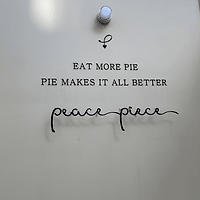 EAT MORE PIE
PIE MAKES IT ALL BETTER
peace piece